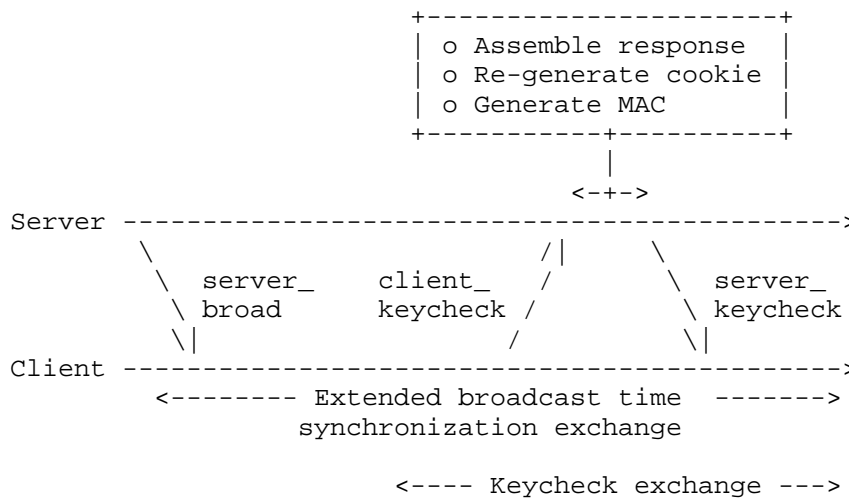 o Assemble response
o Re-generate cookie
o Generate MAC
Server
server_ client_ server_
broad keycheck keycheck
Client
Extended broadcast time
synchronization exchange
Keycheck exchange